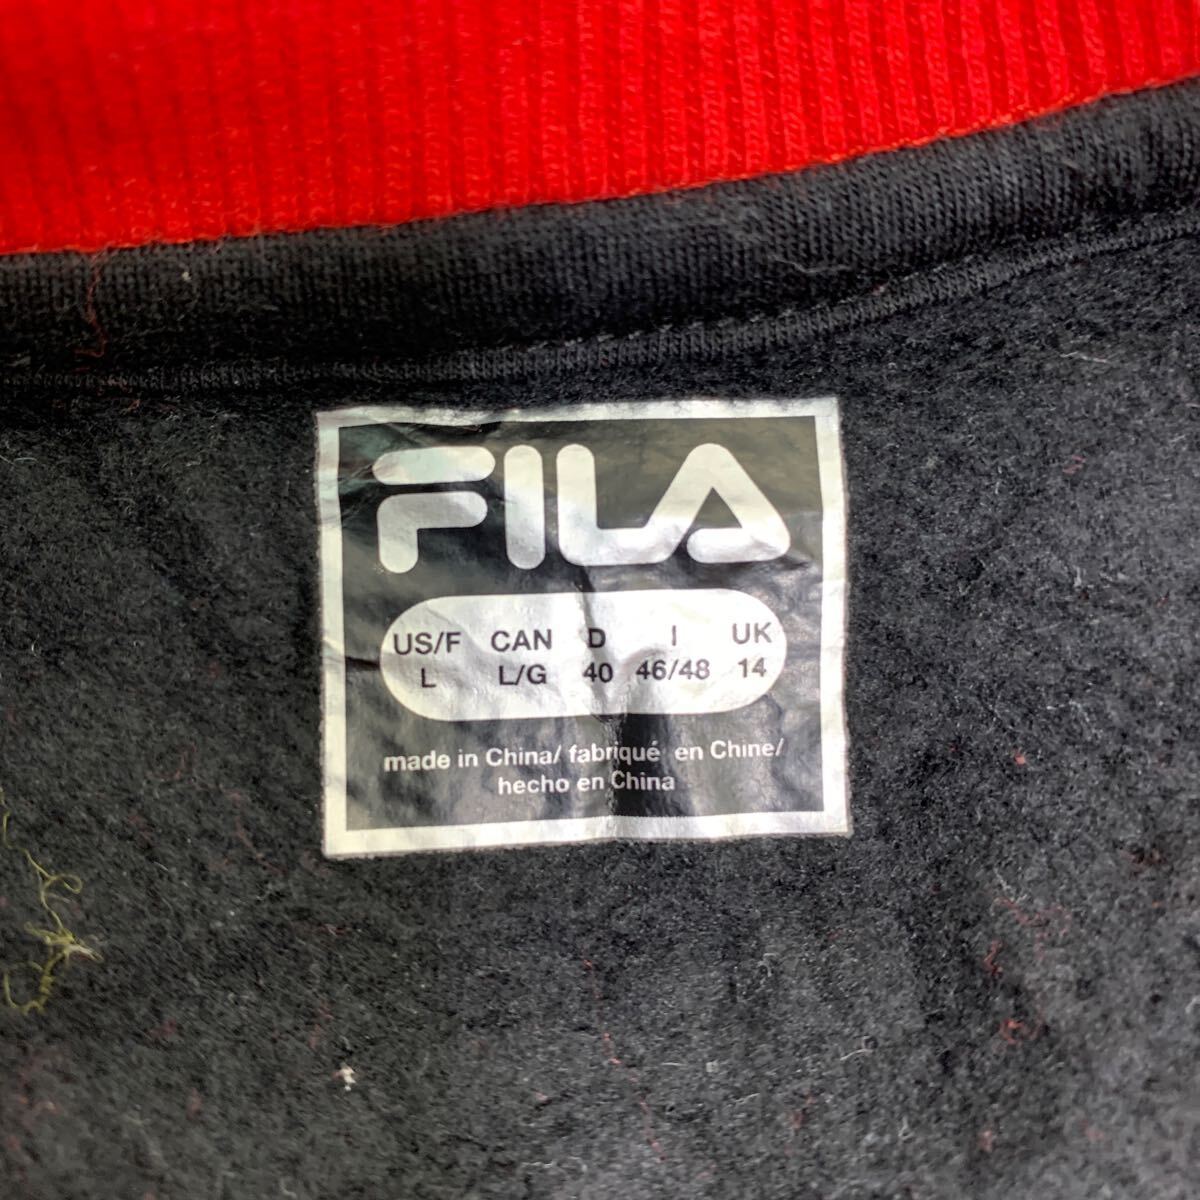 FILA
US/F CAN D I UK
L L/G 40 46/48 14
made in China/ fabriqué en Chine/
hecho en China